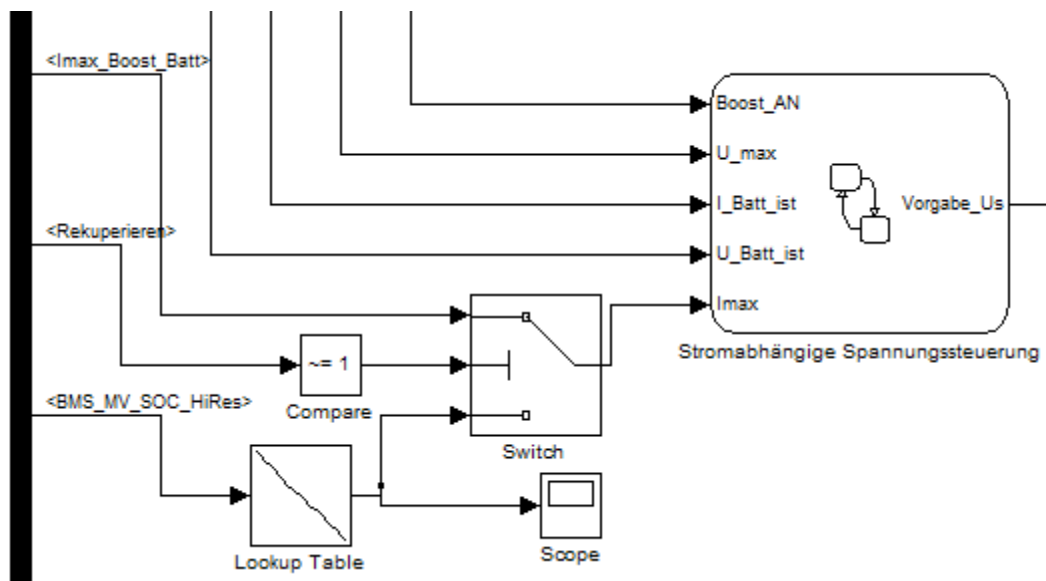 <Imax_Boost_Batt>
Boost_AN
U_max
I_Batt_ist
Vorgabe_Us
<Rekuperieren>
U_Batt_ist
Imax
Stromabhängige Spannungssteuerung
~= 1
<BMS_MV_SOC_HiRes>
Compare
Switch
Lookup Table
Scope